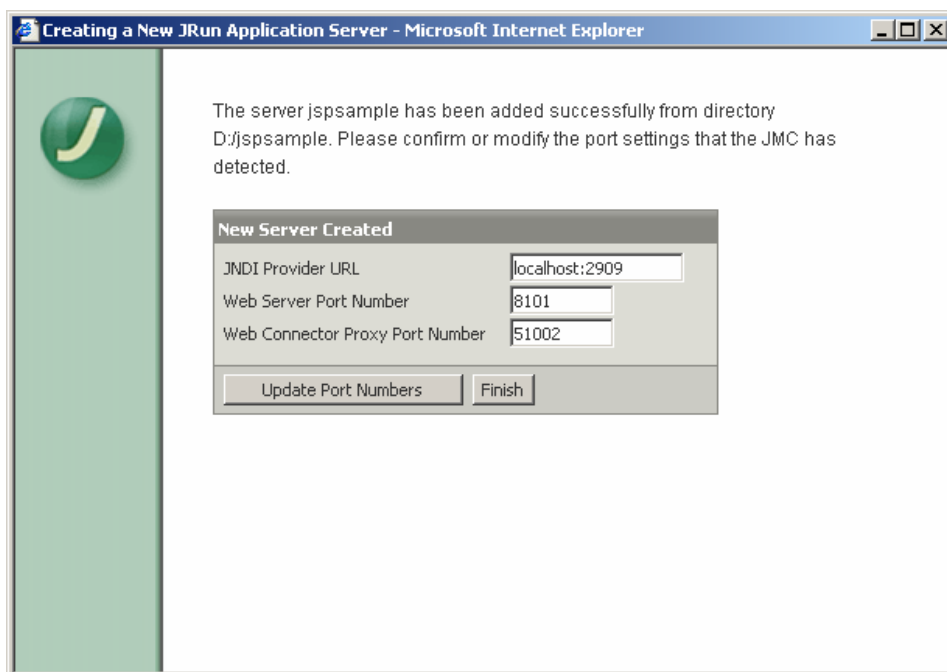 Creating a New JRun Application Server - Microsoft Internet Explorer
J
The server jspsample has been added successfully from directory
D:/jspsample. Please confirm or modify the port settings that the JMC has
detected.
New Server Created
JNDI Provider URL localhost:2909
Web Server Port Number 8101
Web Connector Proxy Port Number 51002
Update Port Numbers Finish